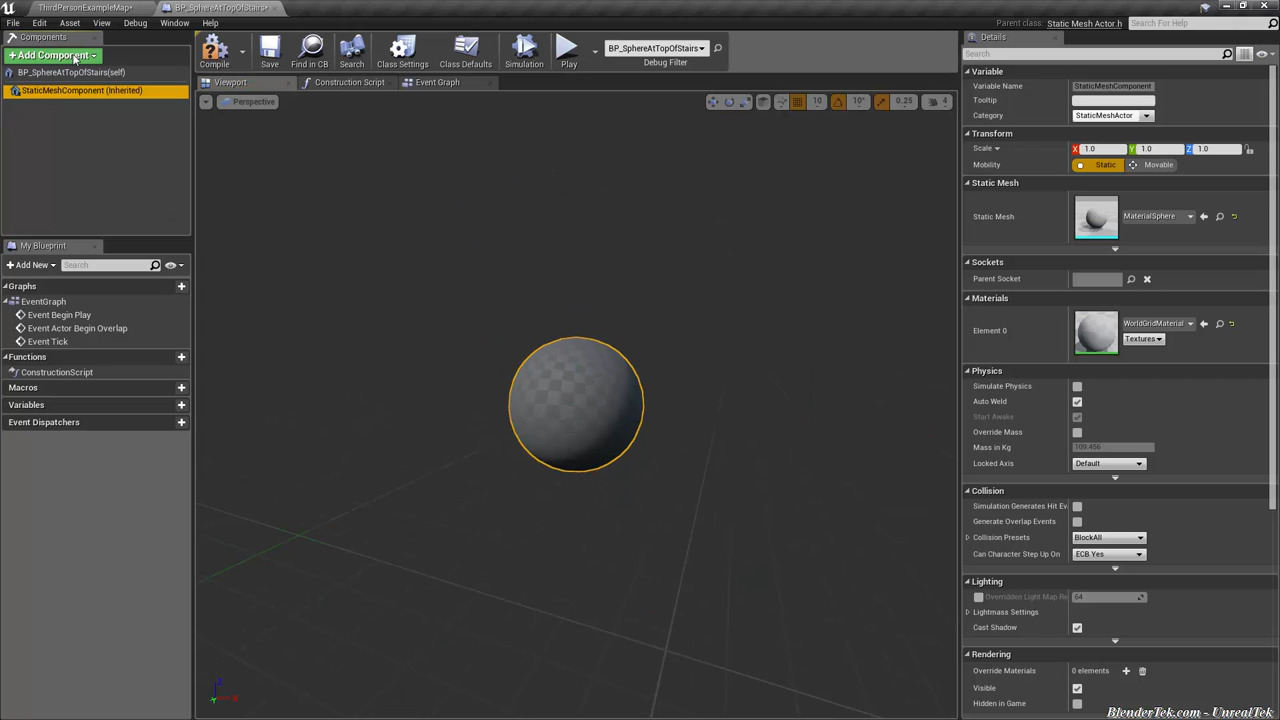 ThirdPersonExampleMap*
BP_SphereAtTopOfStairs*
File Edit Asset View Debug Window Help
Parent class: Static Mesh Actor.h Search For Help
Components
+Add Component
BP_SphereAtTopOfStairs(self)
StaticMeshComponent (Inherited)
Compile Save Find in CB Search Class Settings Class Defaults Simulation Play
BP_SphereAtTopOfStairs
Debug Filter
Viewport Construction Script Event Graph
Perspective
10 10° 0.25 4
My Blueprint
+Add New Search
Graphs
EventGraph
Event Begin Play
Event Actor Begin Overlap
Event Tick
Functions
ConstructionScript
Macros
Variables
Event Dispatchers
Details
Search
Variable
Variable Name StaticMeshComponent
Tooltip
Category StaticMeshActor
Transform
Scale X 1.0 Y 1.0 Z 1.0
Mobility Static Movable
Static Mesh
Static Mesh MaterialSphere
Sockets
Parent Socket
Materials
Element 0 WorldGridMaterial
Textures
Physics
Simulate Physics
Auto Weld
Start Awake
Override Mass
Mass in Kg 109.456
Locked Axis Default
Collision
Simulation Generates Hit Ev
Generate Overlap Events
Collision Presets BlockAll
Can Character Step Up On ECB Yes
Lighting
Overridden Light Map Re 64
Lightmass Settings
Cast Shadow
Rendering
Override Materials 0 elements
Visible
Hidden in Game
BlenderTek.com - UnrealTek